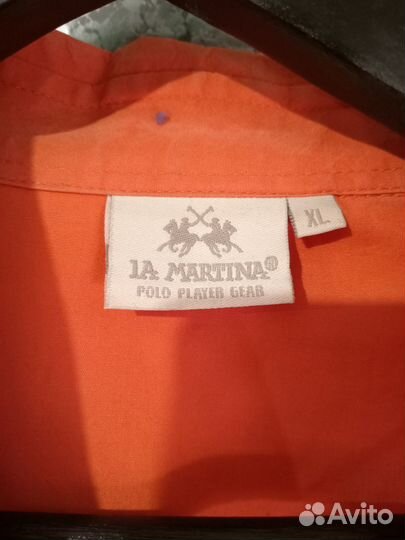 XL
LA MARTINA®
POLO PLAYER GEAR
Avito